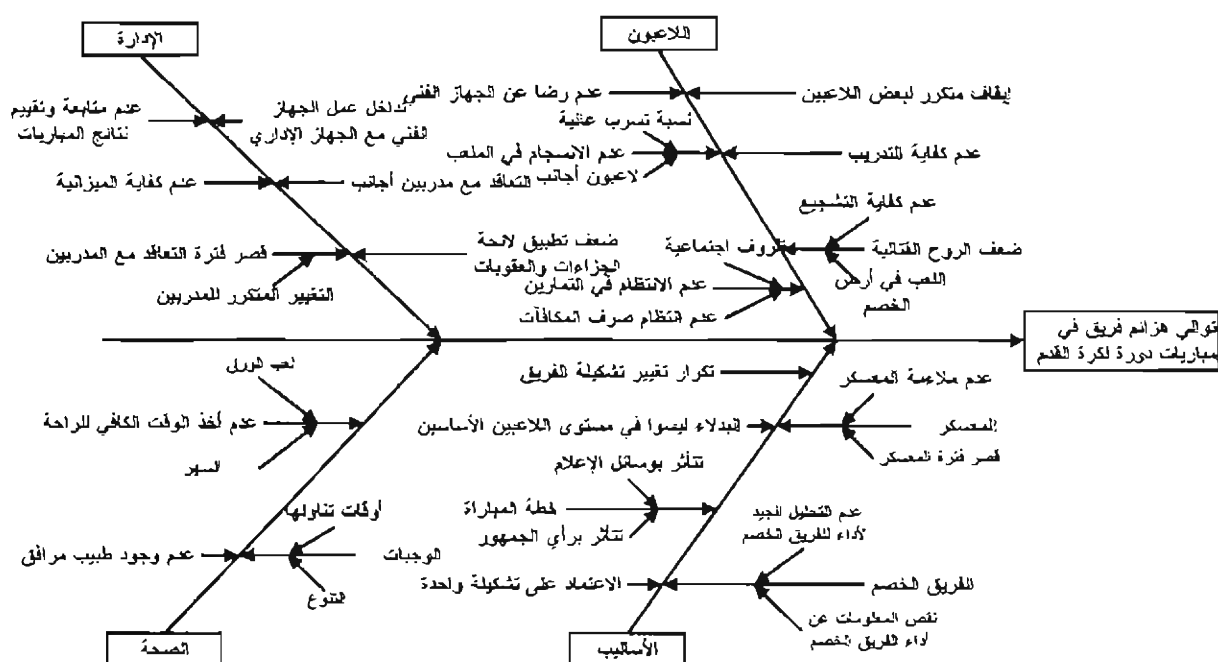 اللاعبون
الإدارة
إيقاف متكرر لبعض اللاعبين
عدم رضا عن الجهاز الفني
تداخل عمل الجهاز
الفني مع الجهاز الإداري
عدم متابعة وتقييم
نتائج المباريات
نسبة تسرب عالية
عدم كفاية للتدريب
عدم الانسجام في الملعب
لاعبون أجانب
التعاقد مع مدربين أجانب
عدم كفاية الميزانية
عدم كفاية التشجيع
ضعف الروح القتالية
اللعب في أرض
الخصم
ظروف اجتماعية
عدم الانتظام في التمارين
عدم انتظام صرف المكافآت
ضعف تطبيق لائحة
الجزاءات والعقوبات
قصر فترة التعاقد مع المدربين
التغيير المتكرر للمدربين
توالي هزائم فريق في
مباريات دورة لكرة القدم
تكرار تغيير تشكيلة الفريق
عدم ملاءمة المعسكر
المعسكر
قصر فترة المعسكر
البدلاء ليسوا في مستوى اللاعبين الأساسين
لعب الورق
عدم أخذ الوقت الكافي للراحة
السهر
تتأثر بوسائل الإعلام
خطة المباراة
تتأثر برأي الجمهور
عدم التحليل الجيد
لأداء الفريق الخصم
الفريق الخصم
نقص المعلومات عن
أداء الفريق الخصم
الاعتماد على تشكيلة واحدة
أوقات تناولها
الوجبات
التنوع
عدم وجود طبيب مرافق
الأساليب
الصحة